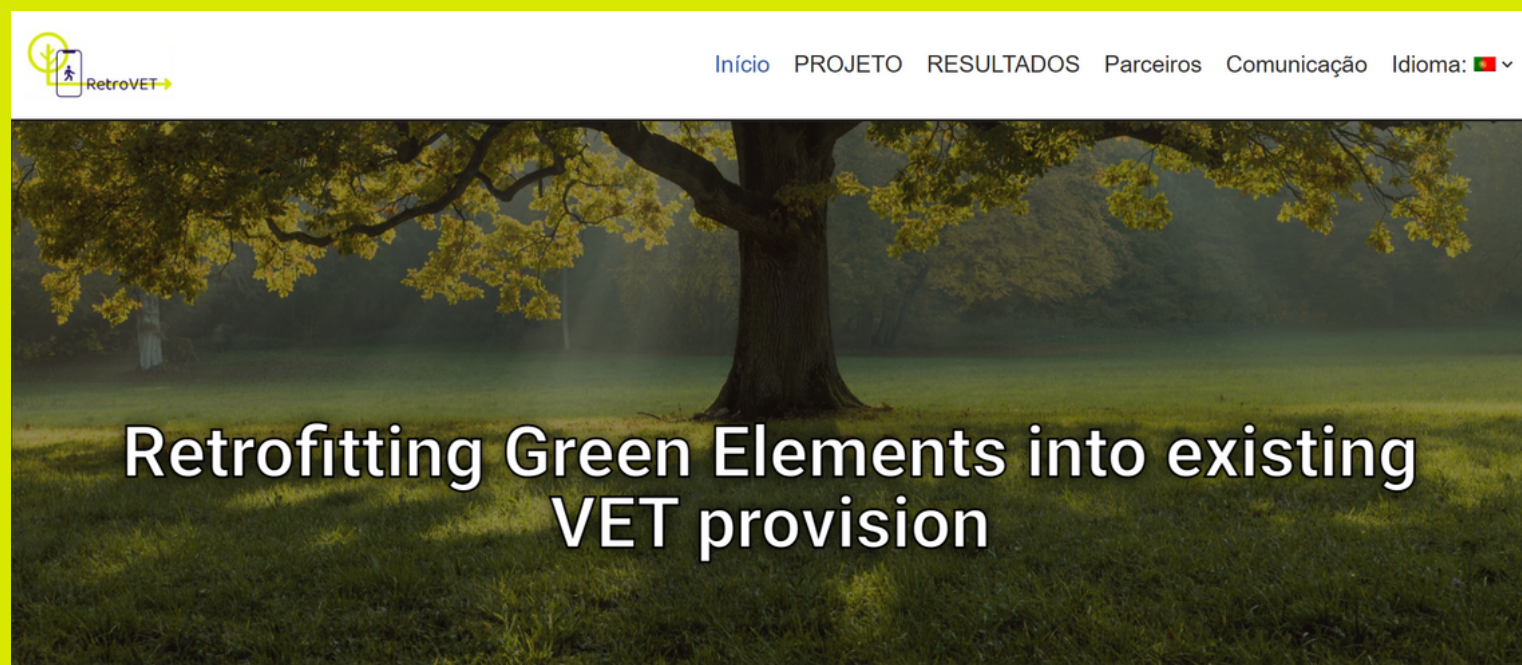 RetroVET
Início PROJETO RESULTADOS Parceiros Comunicação Idioma:
Retrofitting Green Elements into existing
VET provision